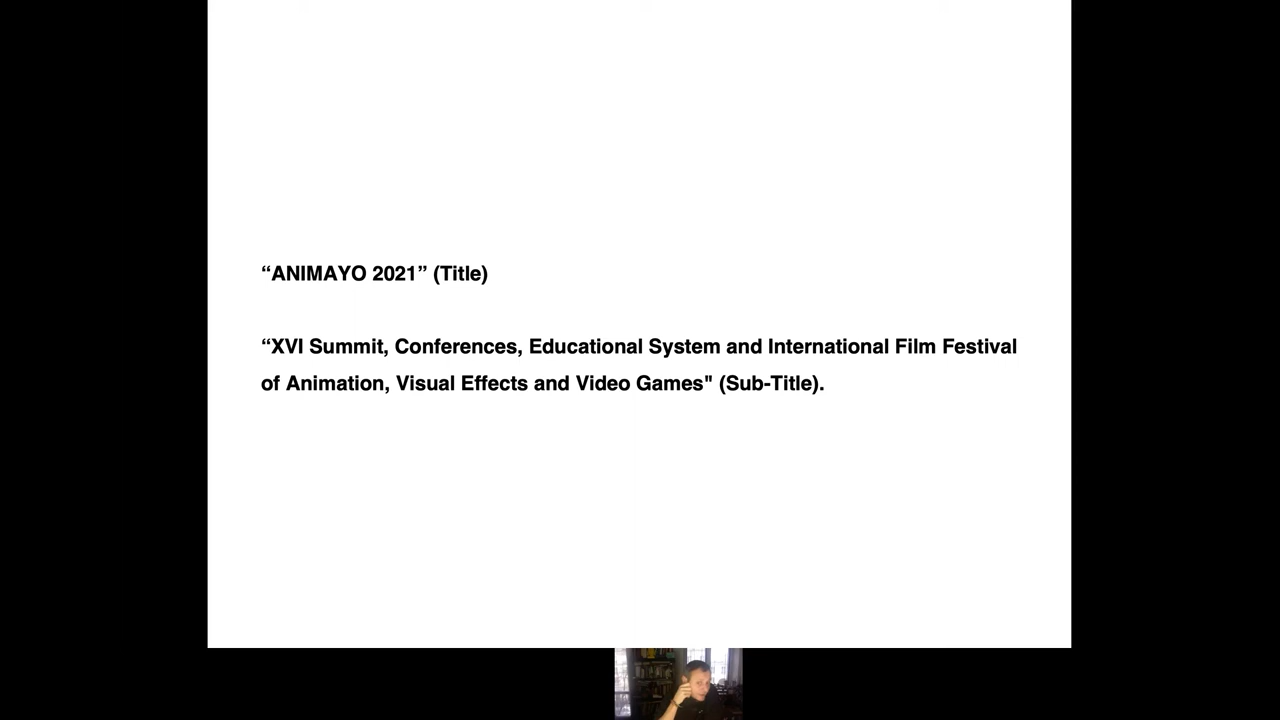 “ANIMAYO 2021” (Title)
“XVI Summit, Conferences, Educational System and International Film Festival
of Animation, Visual Effects and Video Games" (Sub-Title).